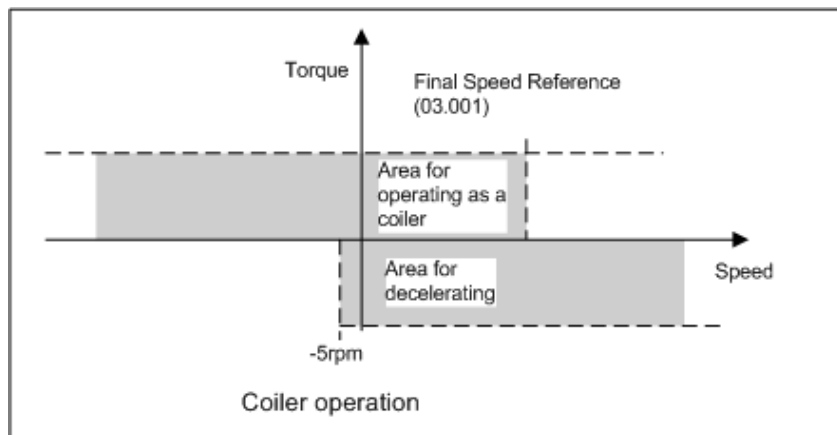 Torque
Final Speed Reference
(03.001)
Area for
operating as a
coiler
Area for
decelerating
Speed
-5rpm
Coiler operation